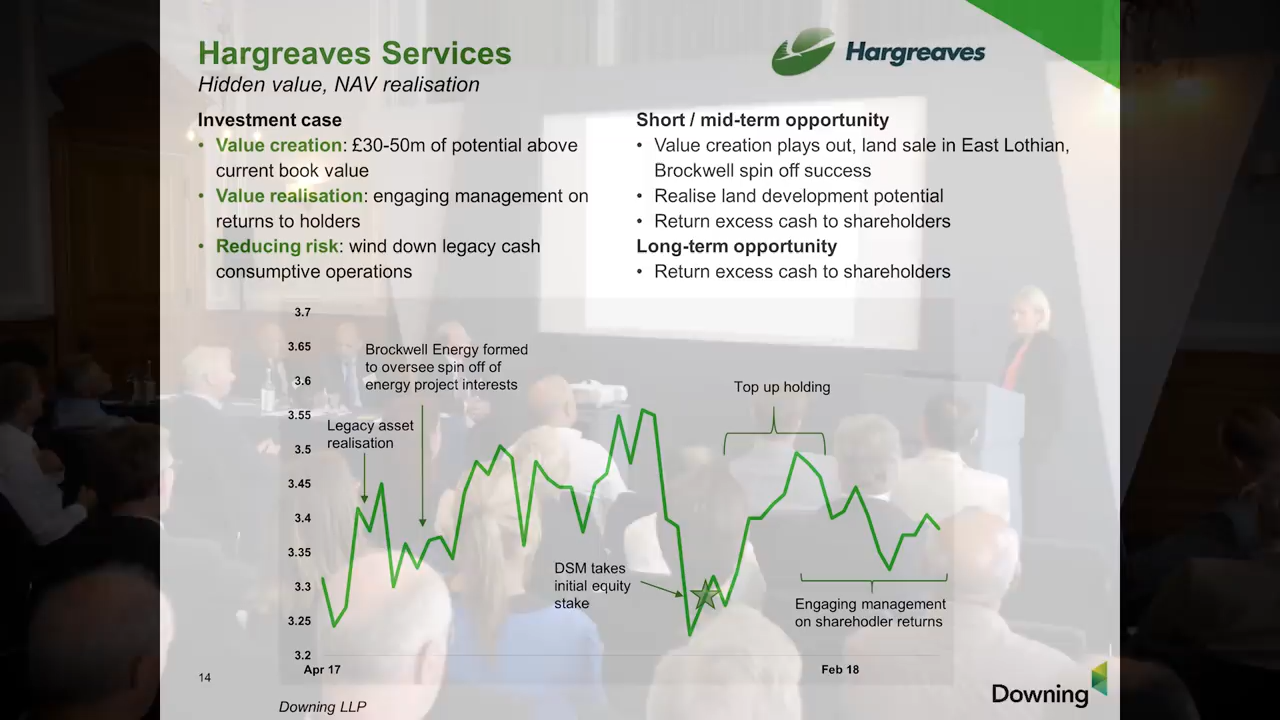 Hargreaves Services
Hargreaves
Hidden value, NAV realisation
Investment case
• Value creation: £30-50m of potential above
current book value
• Value realisation: engaging management on
returns to holders
• Reducing risk: wind down legacy cash
consumptive operations
Short / mid-term opportunity
• Value creation plays out, land sale in East Lothian,
Brockwell spin off success
• Realise land development potential
• Return excess cash to shareholders
Long-term opportunity
• Return excess cash to shareholders
3.7
3.65
3.6
3.55
3.5
3.45
3.4
3.35
3.3
3.25
3.2
Brockwell Energy formed
to oversee spin off of
energy project interests
Legacy asset
realisation
Top up holding
DSM takes
initial equity
stake
Engaging management
on sharehodler returns
Apr 17
Feb 18
14
Downing LLP
Downing